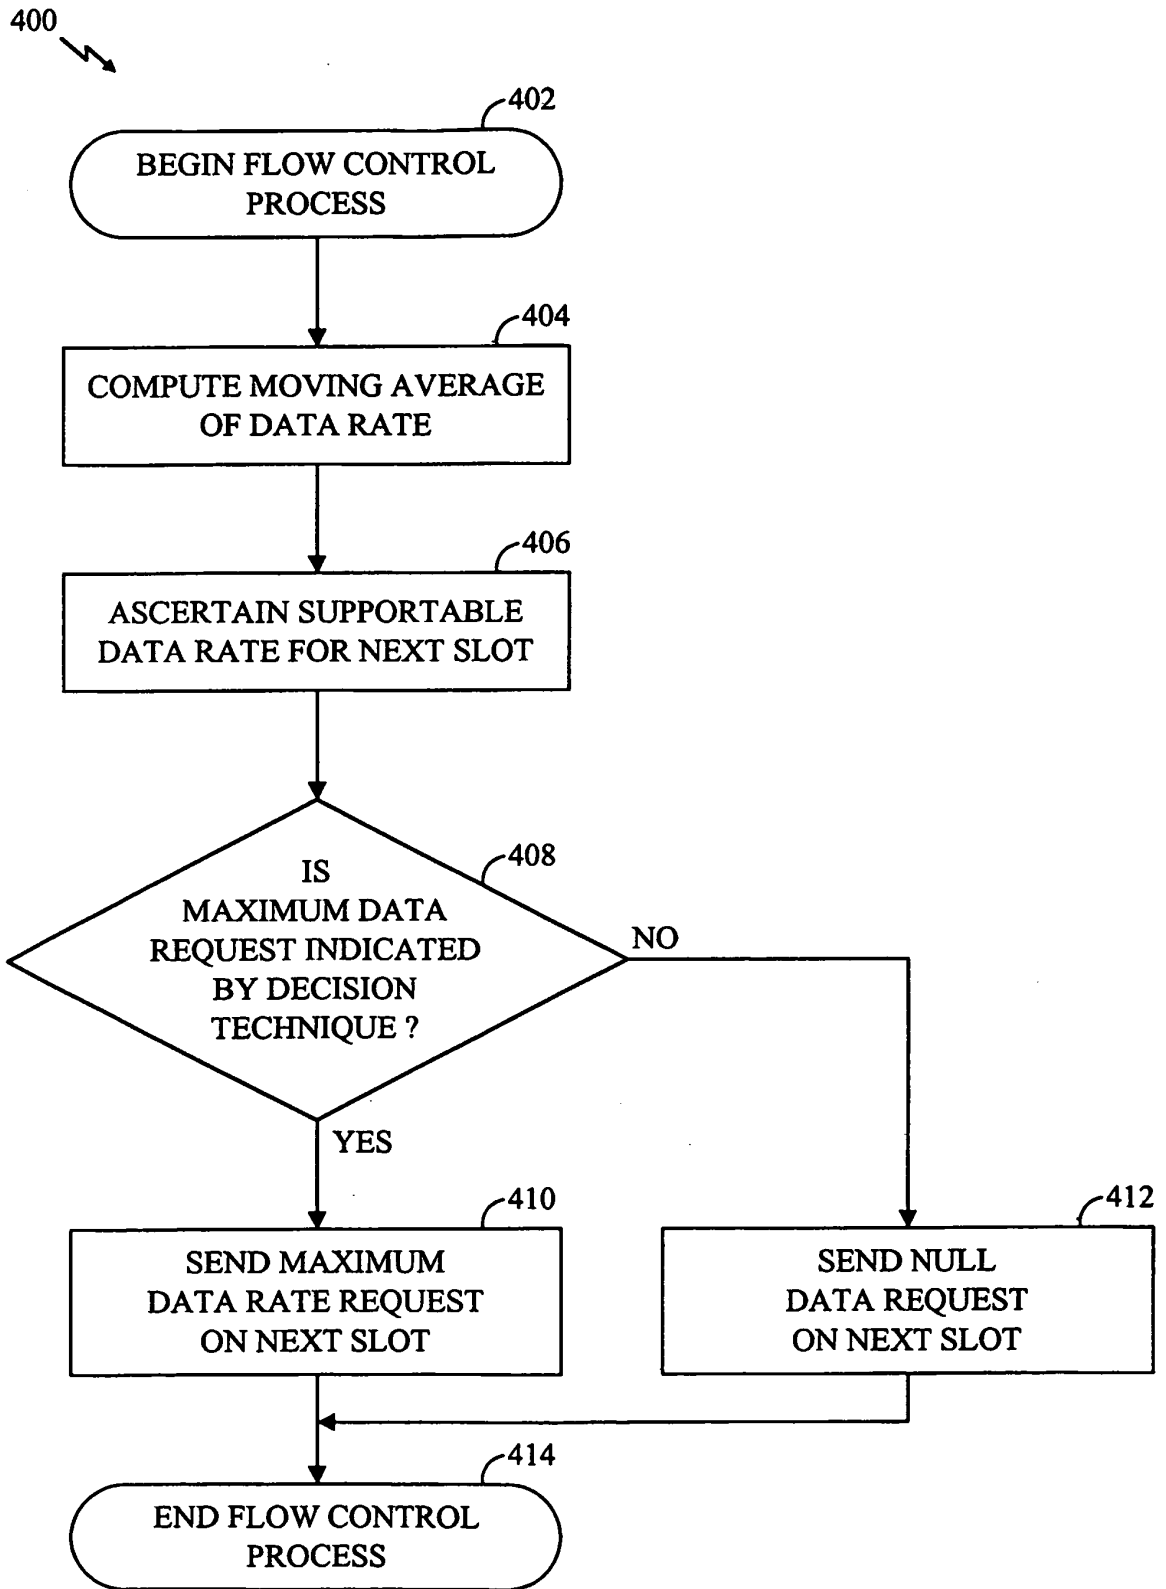 400
402
BEGIN FLOW CONTROL
PROCESS
404
COMPUTE MOVING AVERAGE
OF DATA RATE
406
ASCERTAIN SUPPORTABLE
DATA RATE FOR NEXT SLOT
408
IS
MAXIMUM DATA
REQUEST INDICATED
BY DECISION
TECHNIQUE ?
NO
YES
410
SEND MAXIMUM
DATA RATE REQUEST
ON NEXT SLOT
412
SEND NULL
DATA REQUEST
ON NEXT SLOT
414
END FLOW CONTROL
PROCESS